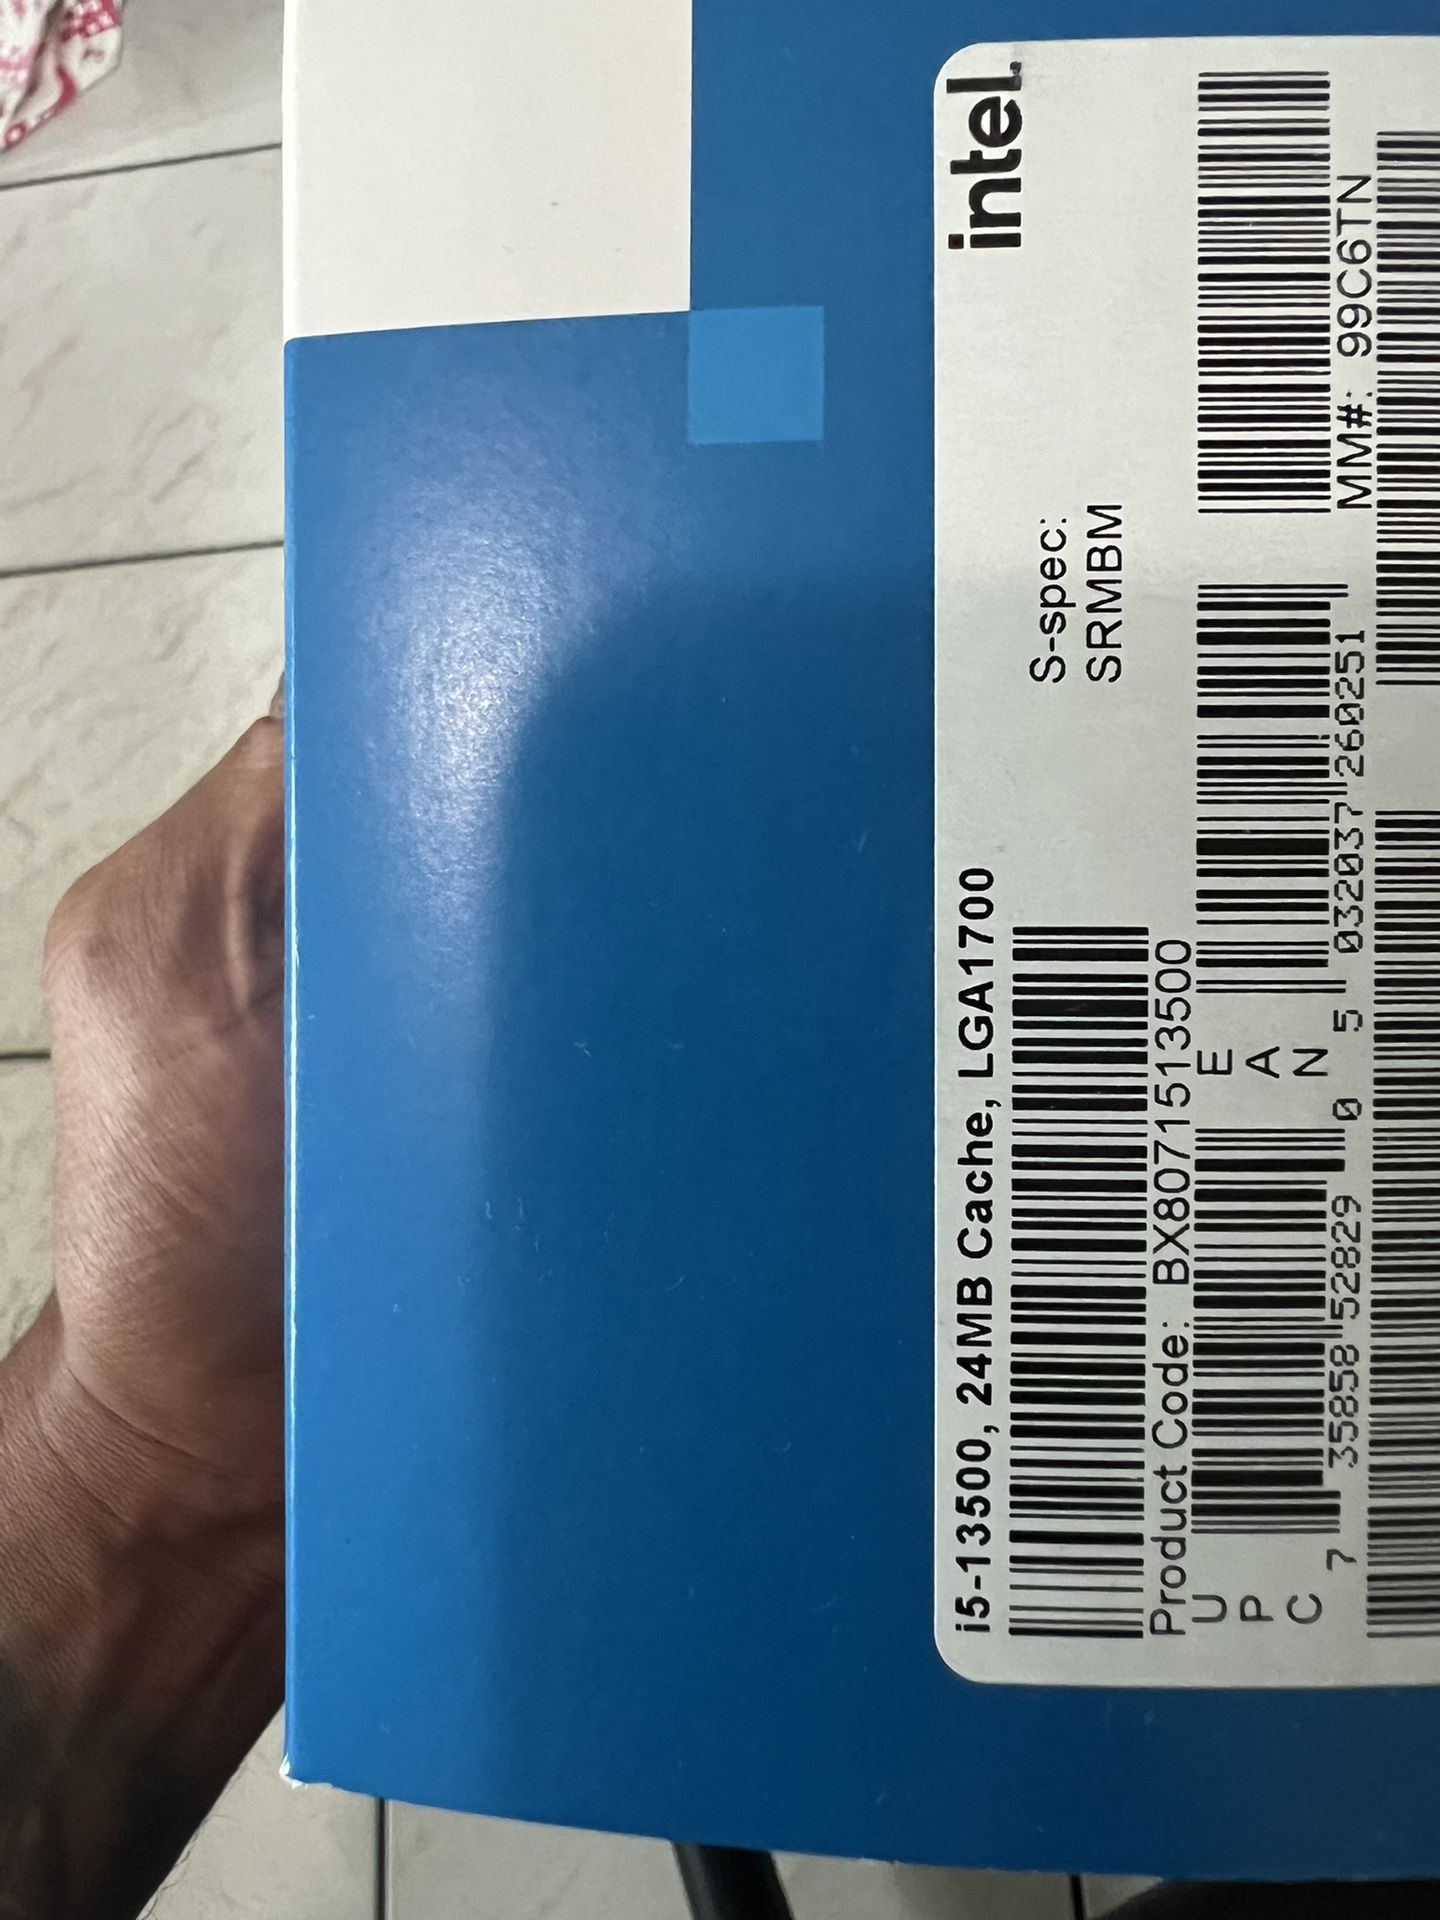 intel.
i5-13500, 24MB Cache, LGA1700
S-spec:
SRMBM
Product Code: BX8071513500
UPC
7 35858 52829 0
EAN
5 032037 260251
MM#: 99C6TN